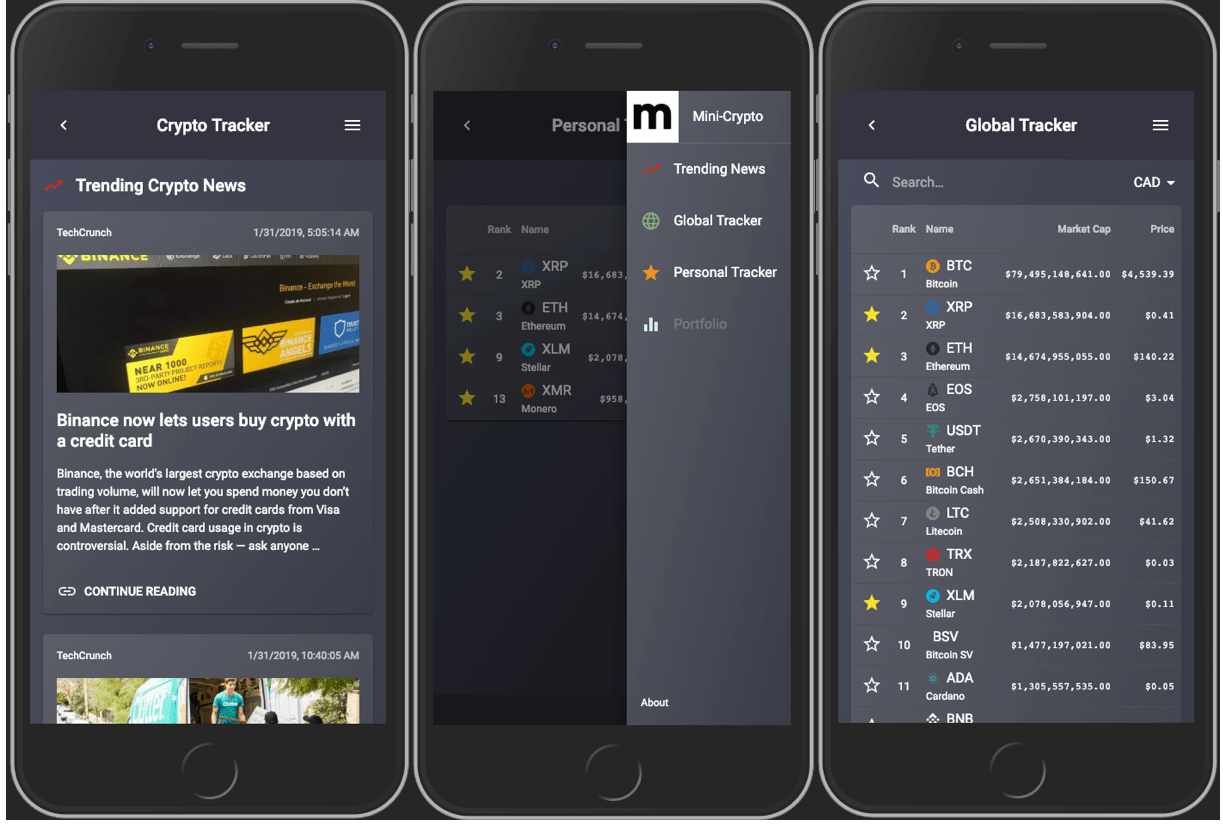 Crypto Tracker
Trending Crypto News
TechCrunch 1/31/2019, 5:05:14 AM
BINANCE
Exchange
Binance - Exchange the World
BINANCE
NEAR 1000
3RD-PARTY PROJECT REPORTS
NOW ONLINE!
BINANCE
ANGELS
TRUST
Binance now lets users buy crypto with
a credit card
Binance, the world's largest crypto exchange based on
trading volume, will now let you spend money you don't
have after it added support for credit cards from Visa
and Mastercard. Credit card usage in crypto is
controversial. Aside from the risk — ask anyone ...
CONTINUE READING
TechCrunch 1/31/2019, 10:40:05 AM
Clutter
Personal
Rank Name
2 XRP $16,683,
XRP
3 ETH $14,674,
Ethereum
9 XLM $2,078,
Stellar
13 XMR $958,
Monero
m Mini-Crypto
Trending News
Global Tracker
Personal Tracker
Portfolio
About
Global Tracker
Search... CAD
Rank Name Market Cap Price
1 BTC $79,495,148,641.00 $4,539.39
Bitcoin
2 XRP $16,683,583,904.00 $0.41
XRP
3 ETH $14,674,955,055.00 $140.22
Ethereum
4 EOS $2,758,101,197.00 $3.04
EOS
5 USDT $2,670,390,343.00 $1.32
Tether
6 BCH $2,651,384,184.00 $150.67
Bitcoin Cash
7 LTC $2,508,330,902.00 $41.62
Litecoin
8 TRX $2,187,822,627.00 $0.03
TRON
9 XLM $2,078,056,947.00 $0.11
Stellar
10 BSV $1,477,197,021.00 $83.95
Bitcoin SV
11 ADA $1,305,557,535.00 $0.05
Cardano
BNB